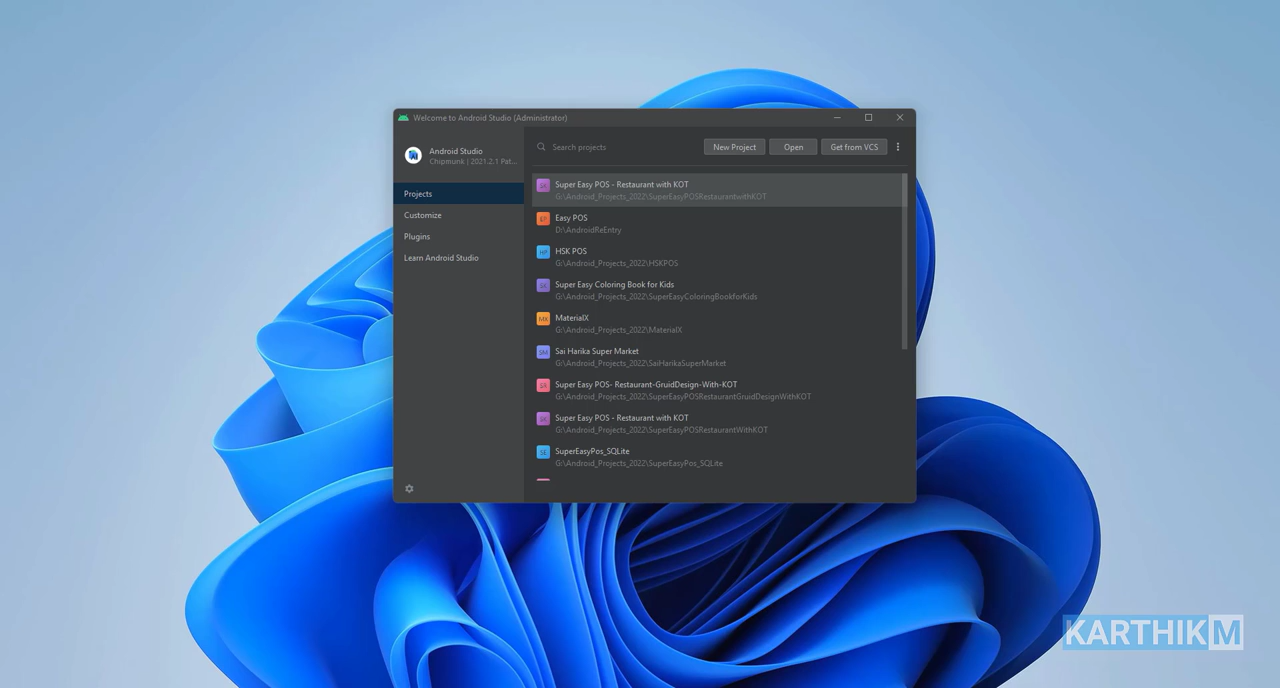 Welcome to Android Studio (Administrator)
Android Studio
Chipmunk | 2021.2.1 Pat...
Projects
Customize
Plugins
Learn Android Studio
Search projects
New Project
Open
Get from VCS
Super Easy POS - Restaurant with KOT
G:\Android_Projects_2022\SuperEasyPOSRestaurantwithKOT
Easy POS
D:\AndroidReEntry
HSK POS
G:\Android_Projects_2022\HSKPOS
Super Easy Coloring Book for Kids
G:\Android_Projects_2022\SuperEasyColoringBookforKids
MX
MaterialX
G:\Android_Projects_2022\MaterialX
SM
Sai Harika Super Market
G:\Android_Projects_2022\SaiHarikaSuperMarket
Super Easy POS- Restaurant-GruidDesign-With-KOT
G:\Android_Projects_2022\SuperEasyPOSRestaurantGruidDesignWithKOT
Super Easy POS - Restaurant with KOT
G:\Android_Projects_2022\SuperEasyPOSRestaurantWithKOT
SuperEasyPos_SQLite
G:\Android_Projects_2022\SuperEasyPos_SQLite
KARTHIKM